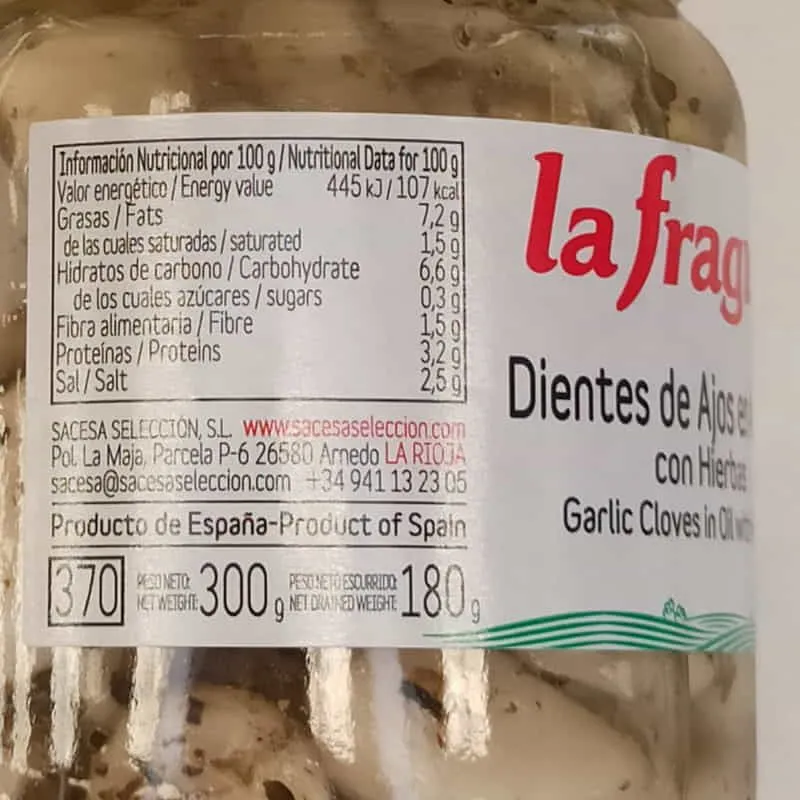 Información Nutricional por 100 g / Nutritional Data for 100 g
Valor energético / Energy value 445 kJ / 107 kcal
Grasas / Fats 7,2 g
de las cuales saturadas / saturated 1,5 g
Hidratos de carbono / Carbohydrate 6,6 g
de los cuales azúcares / sugars 0,3 g
Fibra alimentaria / Fibre 1,5 g
Proteínas / Proteins 3,2 g
Sal / Salt 2,5 g
SACESA SELECCIÓN, S.L. www.sacesaseleccion.com
Pol. La Maja, Parcela P-6 26580 Arnedo LA RIOJA
sacesa@sacesaseleccion.com +34 941 13 23 05
Producto de España-Product of Spain
370 PESO NETO: NET WEIGHT: 300 g PESO NETO ESCURRIDO: NET DRAINED WEIGHT: 180 g
la frag
Dientes de Ajos e
con Hierbas
Garlic Cloves in Oil